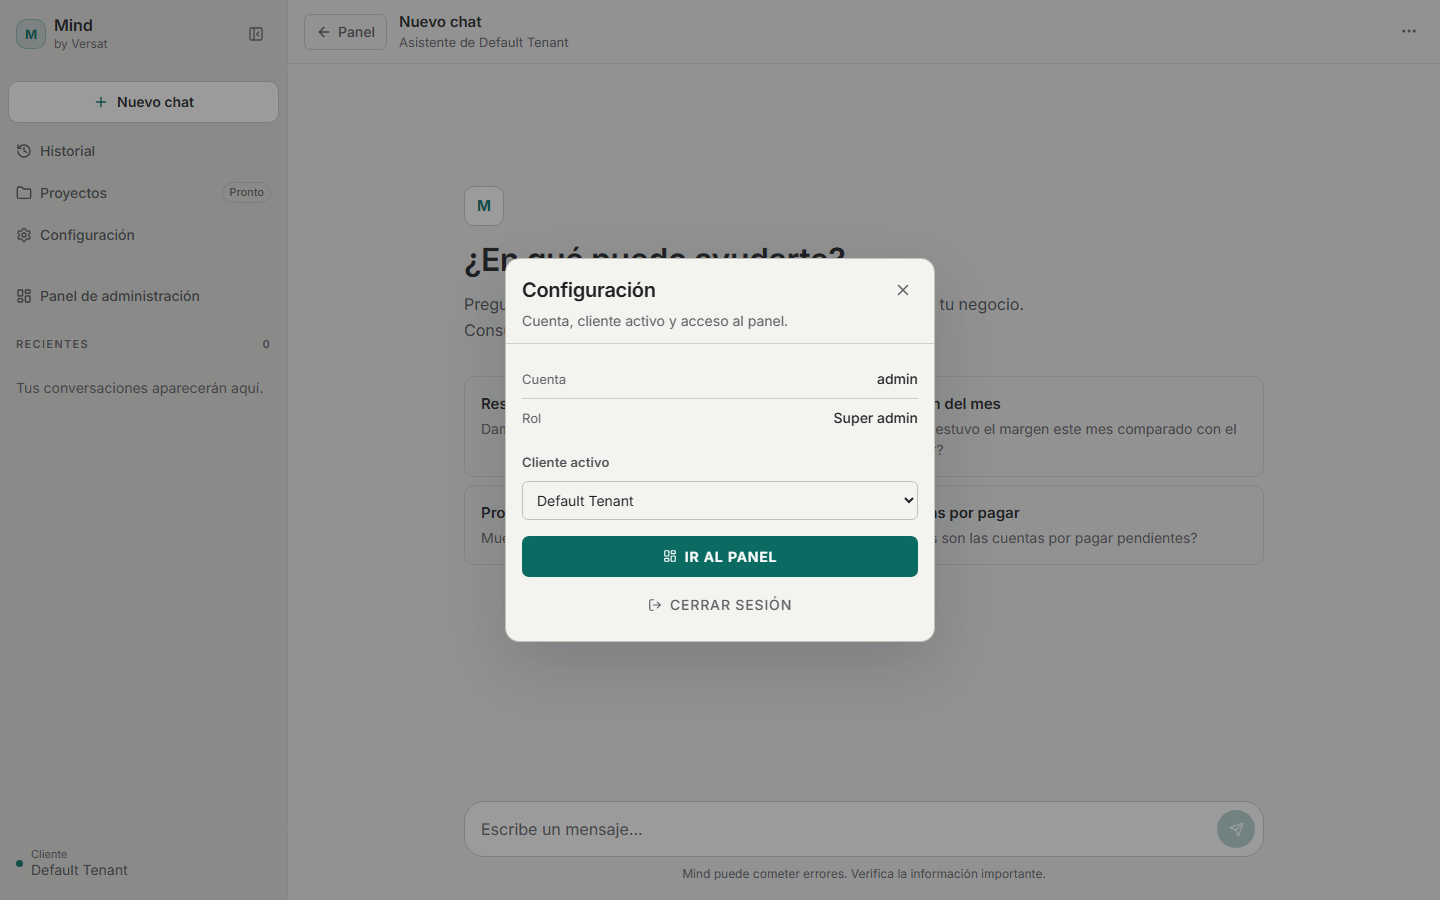 M
Mind
by Versat
Nuevo chat
Historial
Proyectos
Pronto
Configuración
Panel de administración
RECIENTES
0
Tus conversaciones aparecerán aquí.
Cliente
Default Tenant
Panel
Nuevo chat
Asistente de Default Tenant
M
¿En qué puedo ayudarte?
tu negocio.
del mes
estuvo el margen este mes comparado con el
por pagar
son las cuentas por pagar pendientes?
Configuración
Cuenta, cliente activo y acceso al panel.
Cuenta
admin
Rol
Super admin
Cliente activo
Default Tenant
IR AL PANEL
CERRAR SESIÓN
Escribe un mensaje...
Mind puede cometer errores. Verifica la información importante.